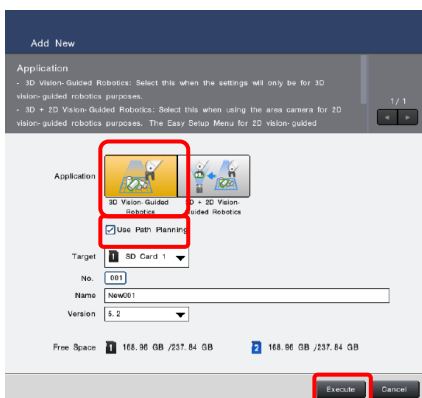 Add New
Application
- 3D Vision-Guided Robotics: Select this when the settings will only be for 3D
vision-guided robotics purposes.
- 3D + 2D Vision-Guided Robotics: Select this when using the area camera for 2D
vision-guided robotics purposes. The Easy Setup Menu for 2D vision-guided
1/1
Application
3D Vision-Guided
Robotics
3D + 2D Vision-
Guided Robotics
Use Path Planning
Target
1 SD Card 1
No.
001
Name
New001
Version
5.2
Free Space
1 168.96 GB /237.84 GB
2 168.96 GB /237.84 GB
Execute
Cancel